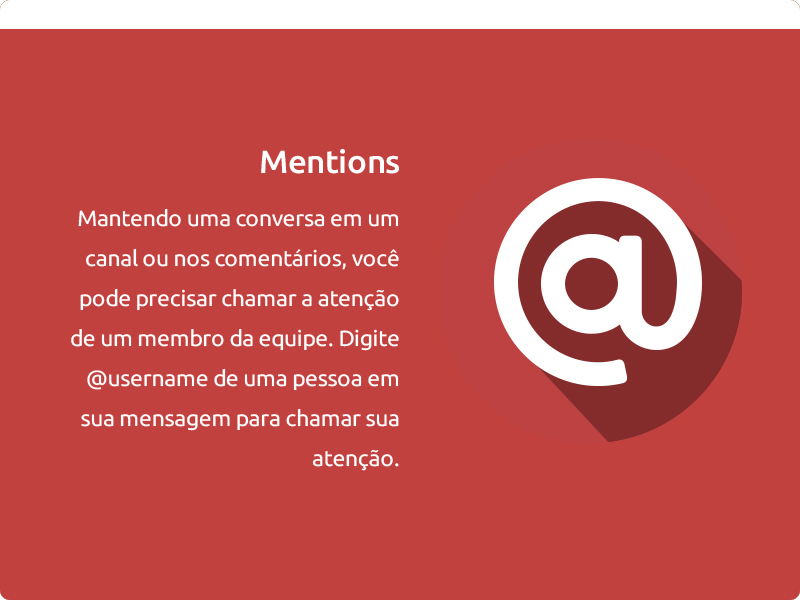 Mentions
Mantendo uma conversa em um
canal ou nos comentários, você
pode precisar chamar a atenção
de um membro da equipe. Digite
@username de uma pessoa em
sua mensagem para chamar sua
atenção.
@